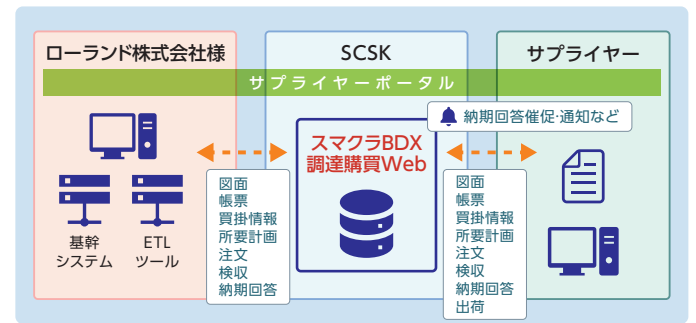 ローランド株式会社様
SCSK
サプライヤー
サプライヤーポータル
納期回答催促・通知など
スマクラBDX
調達購買Web
図面
帳票
買掛情報
所要計画
注文
検収
納期回答
図面
帳票
買掛情報
所要計画
注文
検収
納期回答
出荷
基幹
システム
ETL
ツール